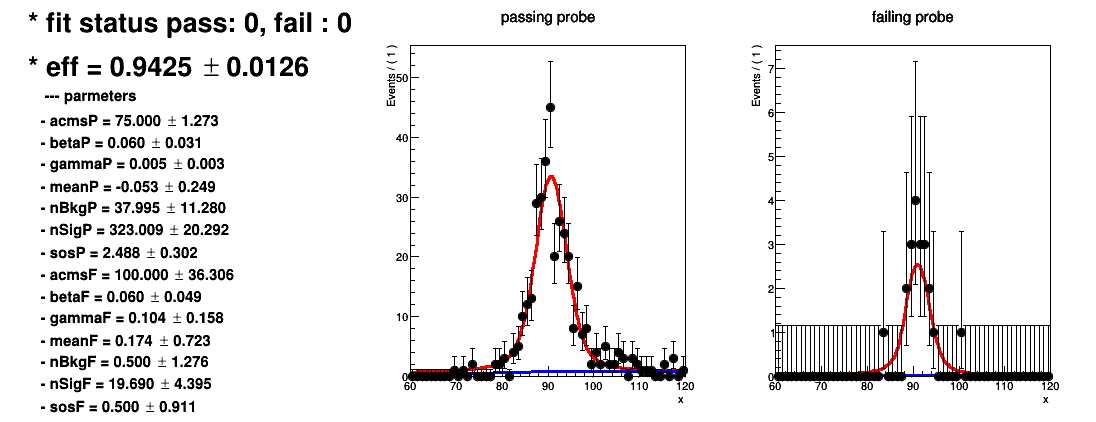 * fit status pass: 0, fail : 0
* eff = 0.9425 ± 0.0126
--- parmeters
- acmsP = 75.000 ± 1.273
- betaP = 0.060 ± 0.031
- gammaP = 0.005 ± 0.003
- meanP = -0.053 ± 0.249
- nBkgP = 37.995 ± 11.280
- nSigP = 323.009 ± 20.292
- sosP = 2.488 ± 0.302
- acmsF = 100.000 ± 36.306
- betaF = 0.060 ± 0.049
- gammaF = 0.104 ± 0.158
- meanF = 0.174 ± 0.723
- nBkgF = 0.500 ± 1.276
- nSigF = 19.690 ± 4.395
- sosF = 0.500 ± 0.911
passing probe
Events / ( 1 )
50
40
30
20
10
0
60 70 80 90 100 110 120
x
failing probe
Events / ( 1 )
7
6
5
4
3
2
1
0
60 70 80 90 100 110 120
x